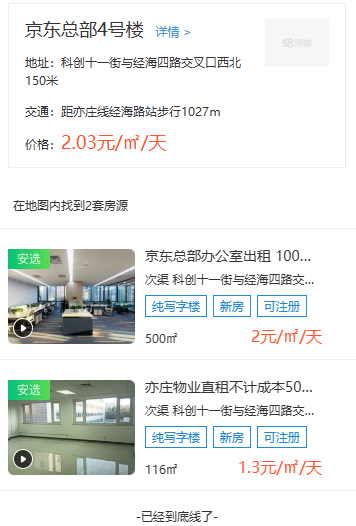 京东总部4号楼 详情 >
58同城
地址：科创十一街与经海四路交叉口西北
150米
交通：距亦庄线经海路站步行1027m
价格：2.03元/㎡/天
在地图内找到2套房源
安选
京东总部办公室出租 100...
次渠 科创十一街与经海四路交...
纯写字楼 新房 可注册
500㎡ 2元/㎡/天
安选
亦庄物业直租不计成本50...
次渠 科创十一街与经海四路交...
纯写字楼 新房 可注册
116㎡ 1.3元/㎡/天
-已经到底线了-